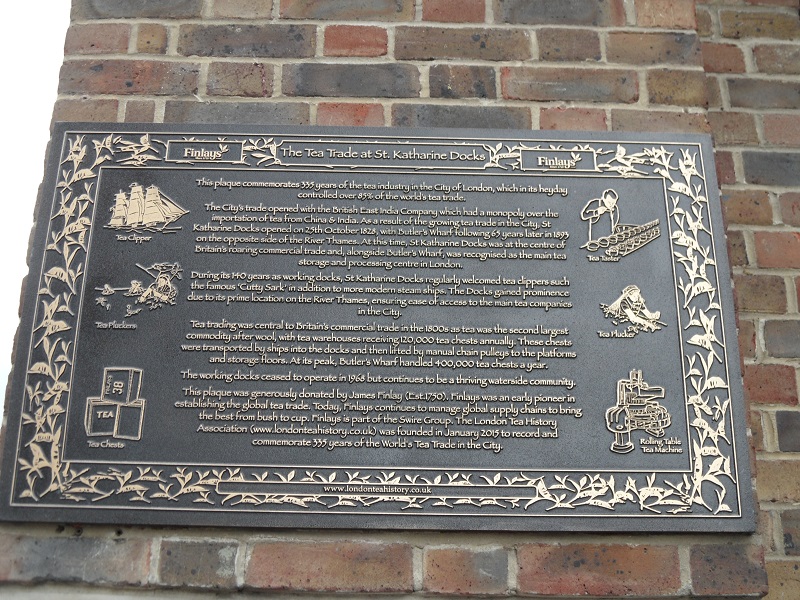 Finlays
The Tea Trade at St. Katharine Docks
Finlays
This plaque commemorates 335 years of the tea industry in the City of London, which in its heyday
controlled over 85% of the world's tea trade.
The City's trade opened with the British East India Company which had a monopoly over the
importation of tea from China & India. As a result of the growing tea trade in the City, St
Katharine Docks opened on 25th October 1828, with Butler's Wharf following 65 years later in 1893
on the opposite side of the River Thames. At this time, St Katharine Docks was at the centre of
Britain's roaring commercial trade and, alongside Butler's Wharf, was recognised as the main tea
storage and processing centre in London.
During its 140 years as working docks, St Katharine Docks regularly welcomed tea clippers such
the famous 'Cutty Sark' in addition to more modern steam ships. The Docks gained prominence
due to its prime location on the River Thames, ensuring ease of access to the main tea companies
in the City.
Tea trading was central to Britain's commercial trade in the 1800s as tea was the second largest
commodity after wool, with tea warehouses receiving 120,000 tea chests annually. These chests
were transported by ships into the docks and then lifted by manual chain pulleys to the platforms
and storage floors. At its peak, Butler's Wharf handled 400,000 tea chests a year.
The working docks ceased to operate in 1968 but continues to be a thriving waterside community.
This plaque was generously donated by James Finlay (Est.1750). Finlays was an early pioneer in
establishing the global tea trade. Today, Finlays continues to manage global supply chains to bring
the best from bush to cup. Finlays is part of the Swire Group. The London Tea History
Association (www.londonteahistory.co.uk) was founded in January 2015 to record and
commemorate 335 years of the World's Tea Trade in the City.
Tea Clipper
Tea Pluckers
TEA
Tea Chests
Tea Taster
Tea Plucker
Rolling Table
Tea Machine
www.londonteahistory.co.uk